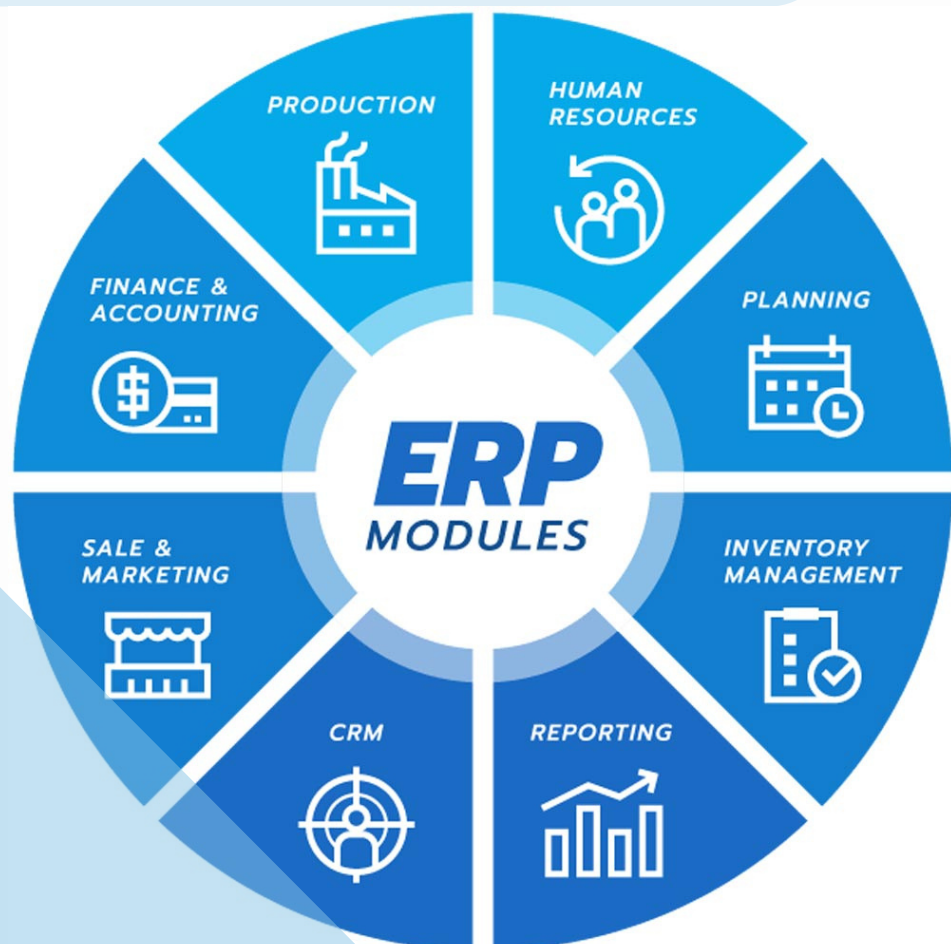 PRODUCTION
HUMAN
RESOURCES
FINANCE &
ACCOUNTING
PLANNING
ERP
MODULES
SALE &
MARKETING
INVENTORY
MANAGEMENT
CRM
REPORTING